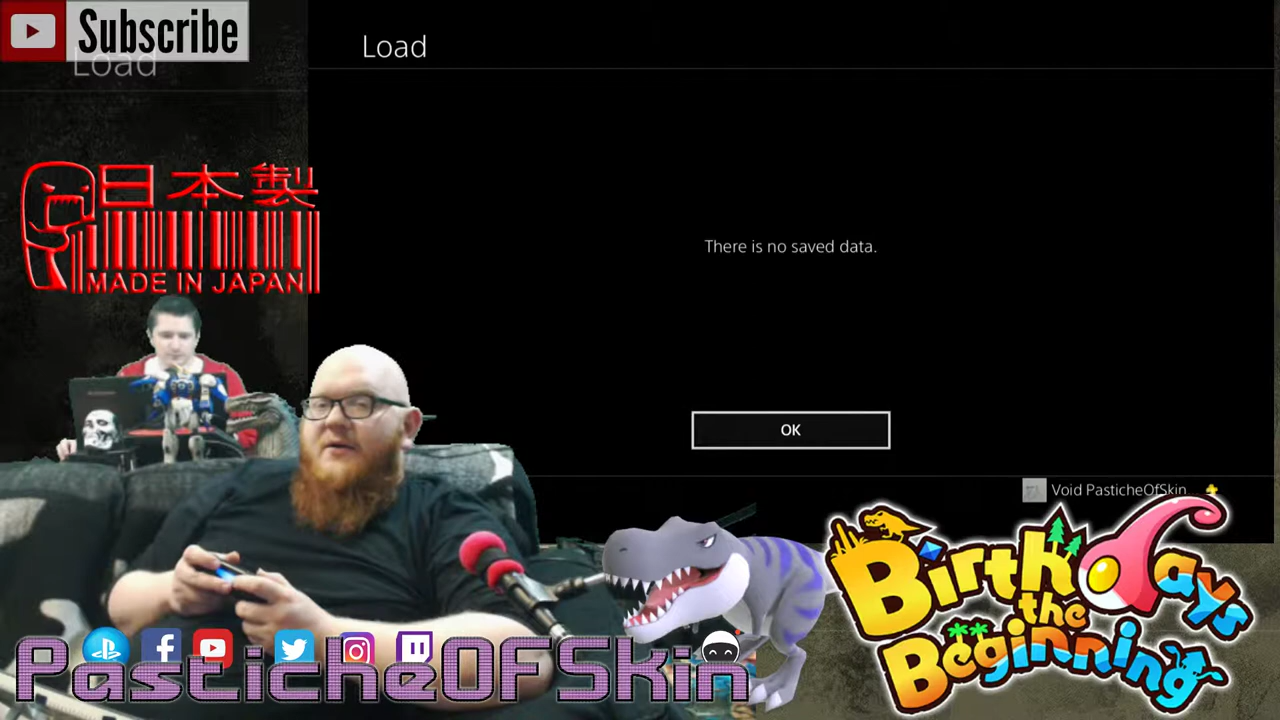 Subscribe
Load
Load
日本製
MADE IN JAPAN
There is no saved data.
OK
Void PasticheOfSkin
Birthdays
the
Beginning
PasticheOFSkin